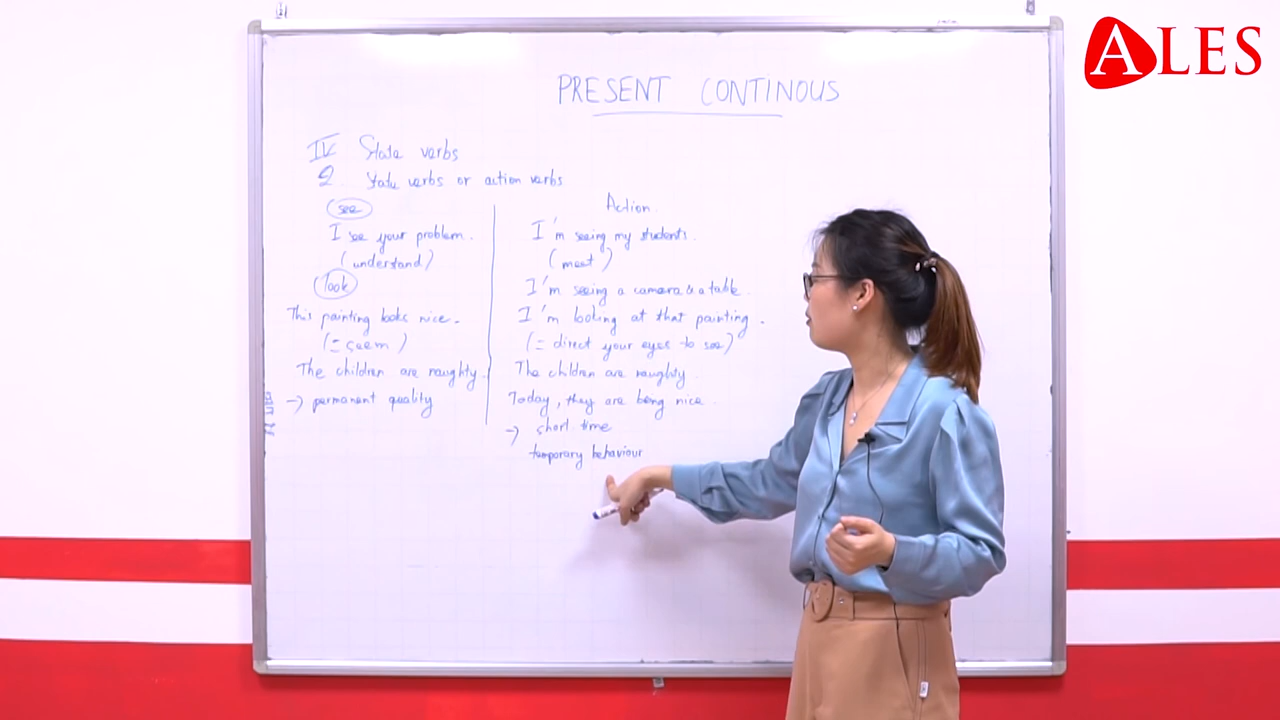 ALES
PRESENT CONTINOUS
IV State verbs
2. State verbs or action verbs
see
I see your problem.
(understand)
look
This painting looks nice.
(= seem)
The children are naughty.
→ permanent quality
Action.
I'm seeing my students.
(meet)
I'm seeing a camera & a table.
I'm looking at that painting.
(= direct your eyes to see)
The children are naughty.
Today, they are being nice.
→ short time
temporary behaviour